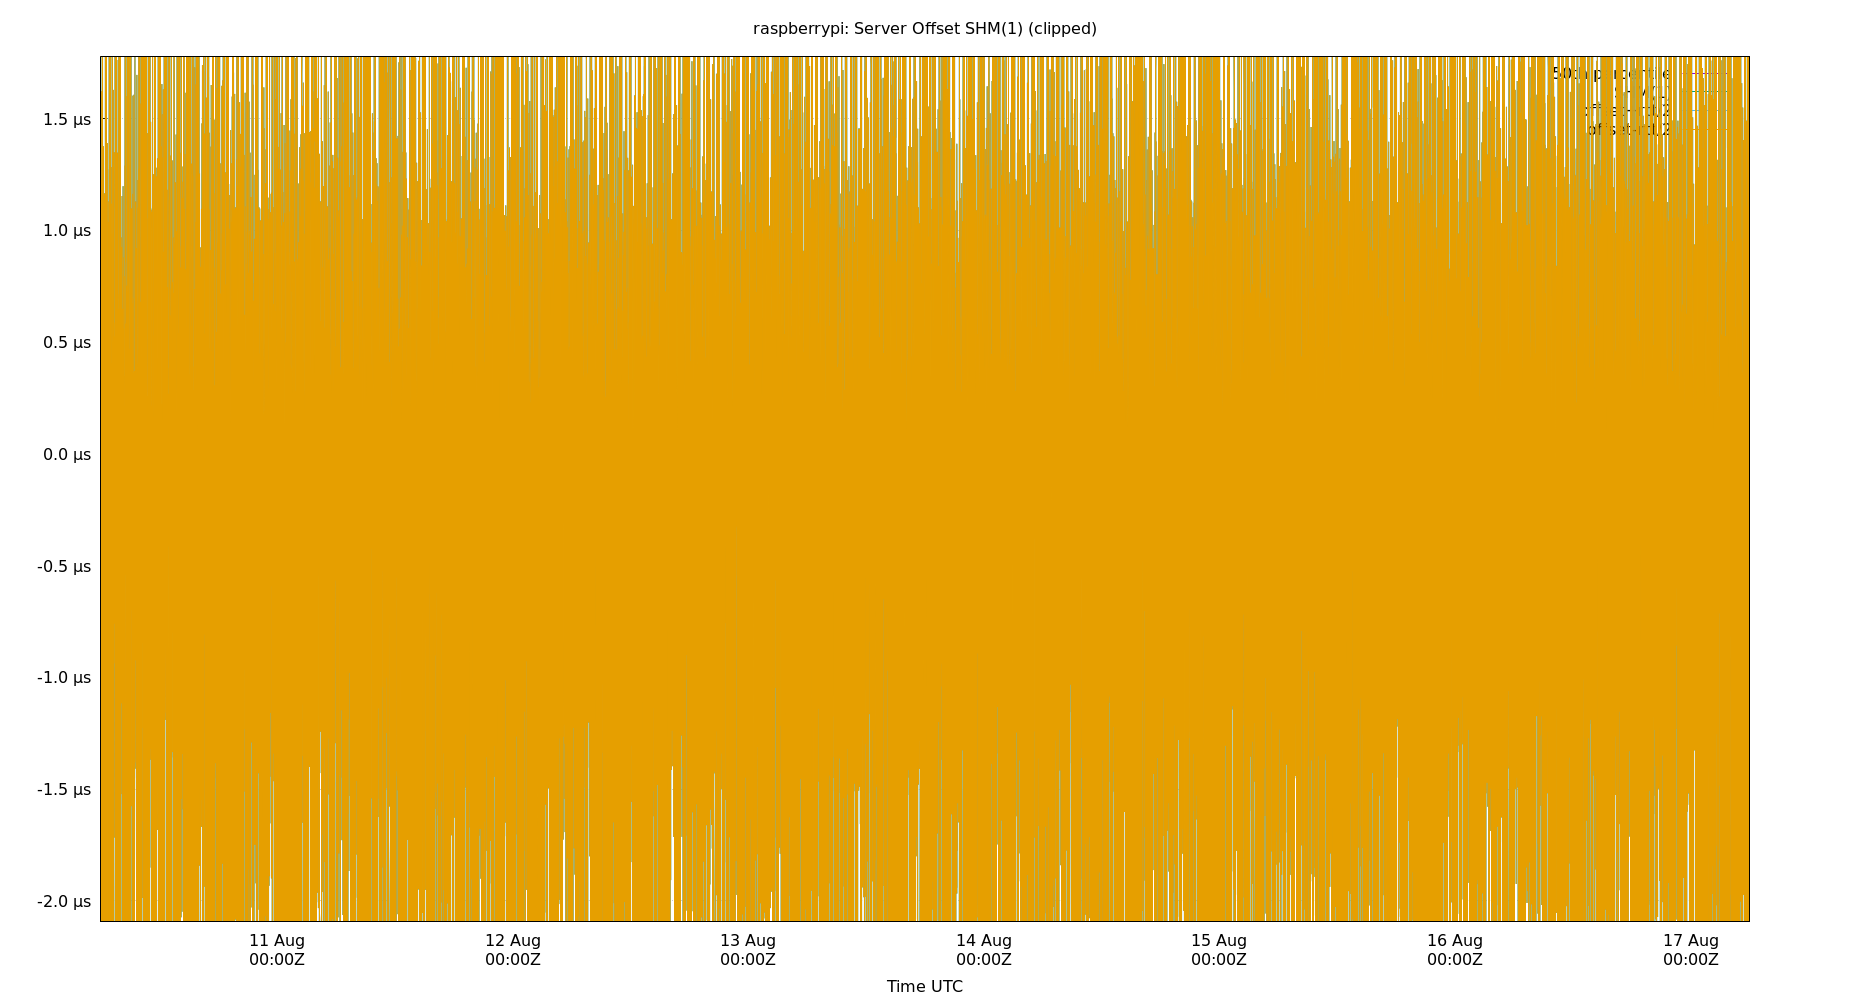 raspberrypi: Server Offset SHM(1) (clipped)
50th percentile
1.5 µs
1.0 µs
0.5 µs
0.0 µs
-0.5 µs
-1.0 µs
-1.5 µs
-2.0 µs
11 Aug 12 Aug 13 Aug 14 Aug 15 Aug 16 Aug 17 Aug
00:00Z 00:00Z 00:00Z 00:00Z 00:00Z 00:00Z 00:00Z
Time UTC